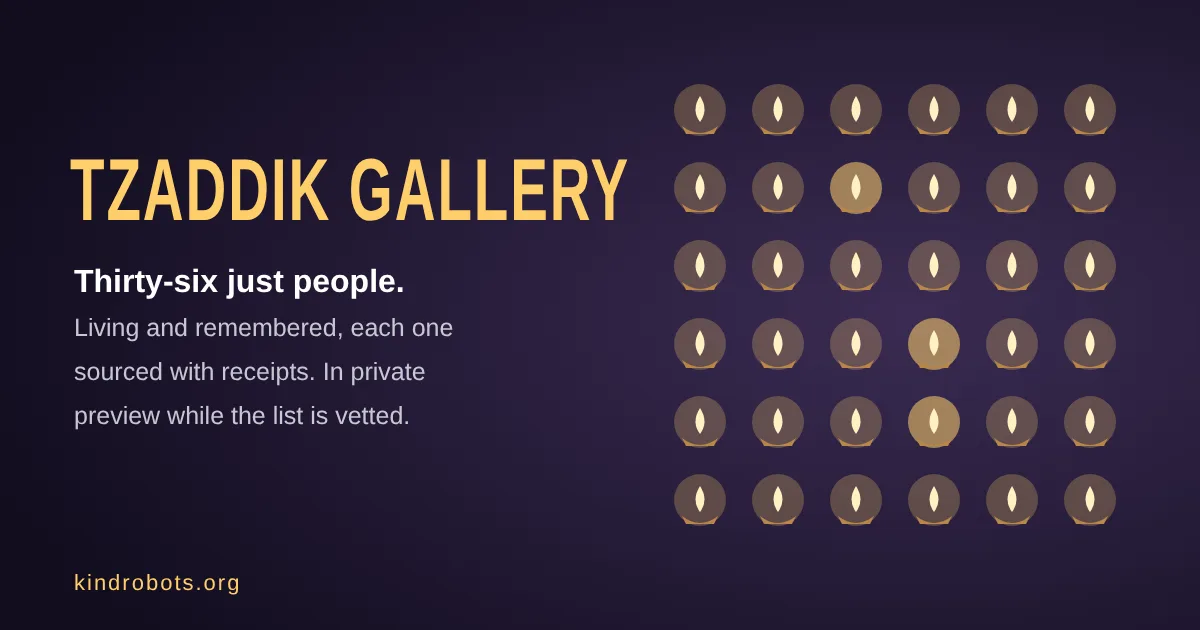 TZADDIK GALLERY
Thirty-six just people.
Living and remembered, each one
sourced with receipts. In private
preview while the list is vetted.
kindrobots.org